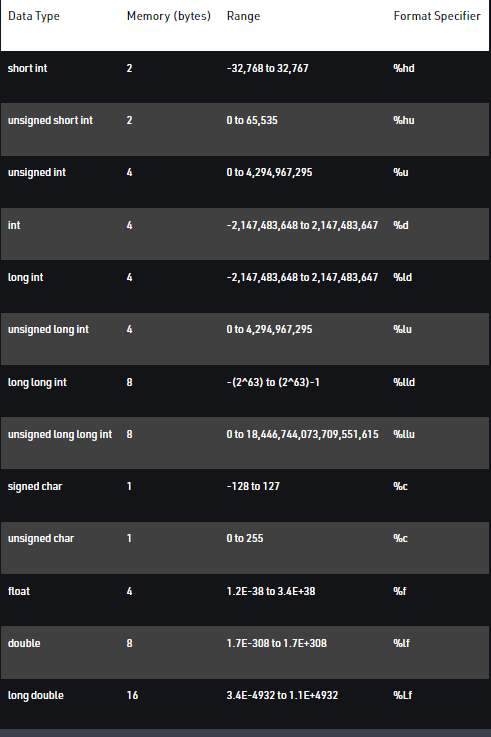 Data Type Memory (bytes) Range Format Specifier
short int 2 -32,768 to 32,767 %hd
unsigned short int 2 0 to 65,535 %hu
unsigned int 4 0 to 4,294,967,295 %u
int 4 -2,147,483,648 to 2,147,483,647 %d
long int 4 -2,147,483,648 to 2,147,483,647 %ld
unsigned long int 4 0 to 4,294,967,295 %lu
long long int 8 -(2^63) to (2^63)-1 %lld
unsigned long long int 8 0 to 18,446,744,073,709,551,615 %llu
signed char 1 -128 to 127 %c
unsigned char 1 0 to 255 %c
float 4 1.2E-38 to 3.4E+38 %f
double 8 1.7E-308 to 1.7E+308 %lf
long double 16 3.4E-4932 to 1.1E+4932 %Lf